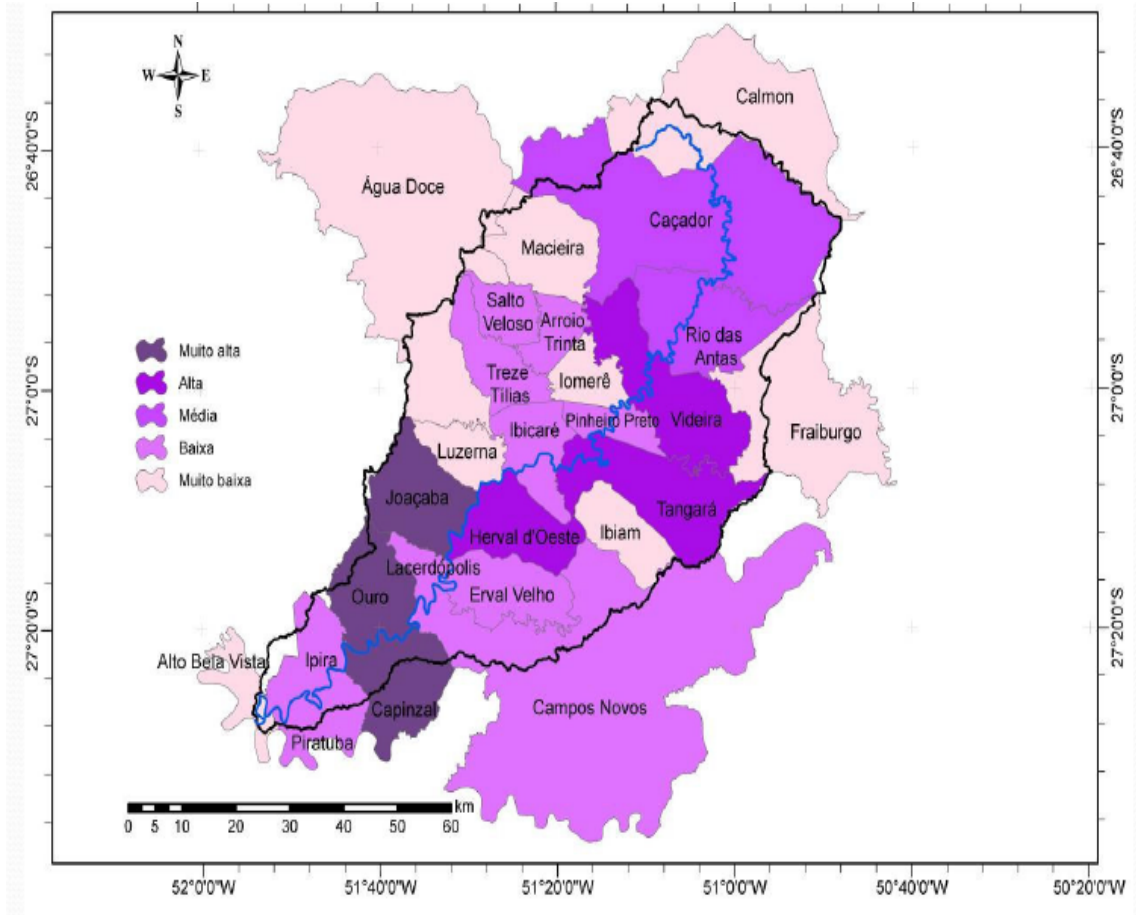 N
W E
S
26°40'0"S
27°0'0"S
27°20'0"S
26°40'0"S
27°0'0"S
27°20'0"S
Calmon
Água Doce
Caçador
Macieira
Salto
Veloso
Arroio
Trinta
Rio das
Antas
Treze
Tílias
Iomerê
Ibicaré
Pinheiro Preto
Videira
Fraiburgo
Luzerna
Joaçaba
Tangará
Herval d'Oeste
Ibiam
Lacerdópolis
Erval Velho
Ouro
Alto Bela Vista
Ipira
Capinzal
Campos Novos
Piratuba
Muito alta
Alta
Média
Baixa
Muito baixa
km
0 5 10 20 30 40 50 60
52°0'0"W 51°40'0"W 51°20'0"W 51°0'0"W 50°40'0"W 50°20'0"W